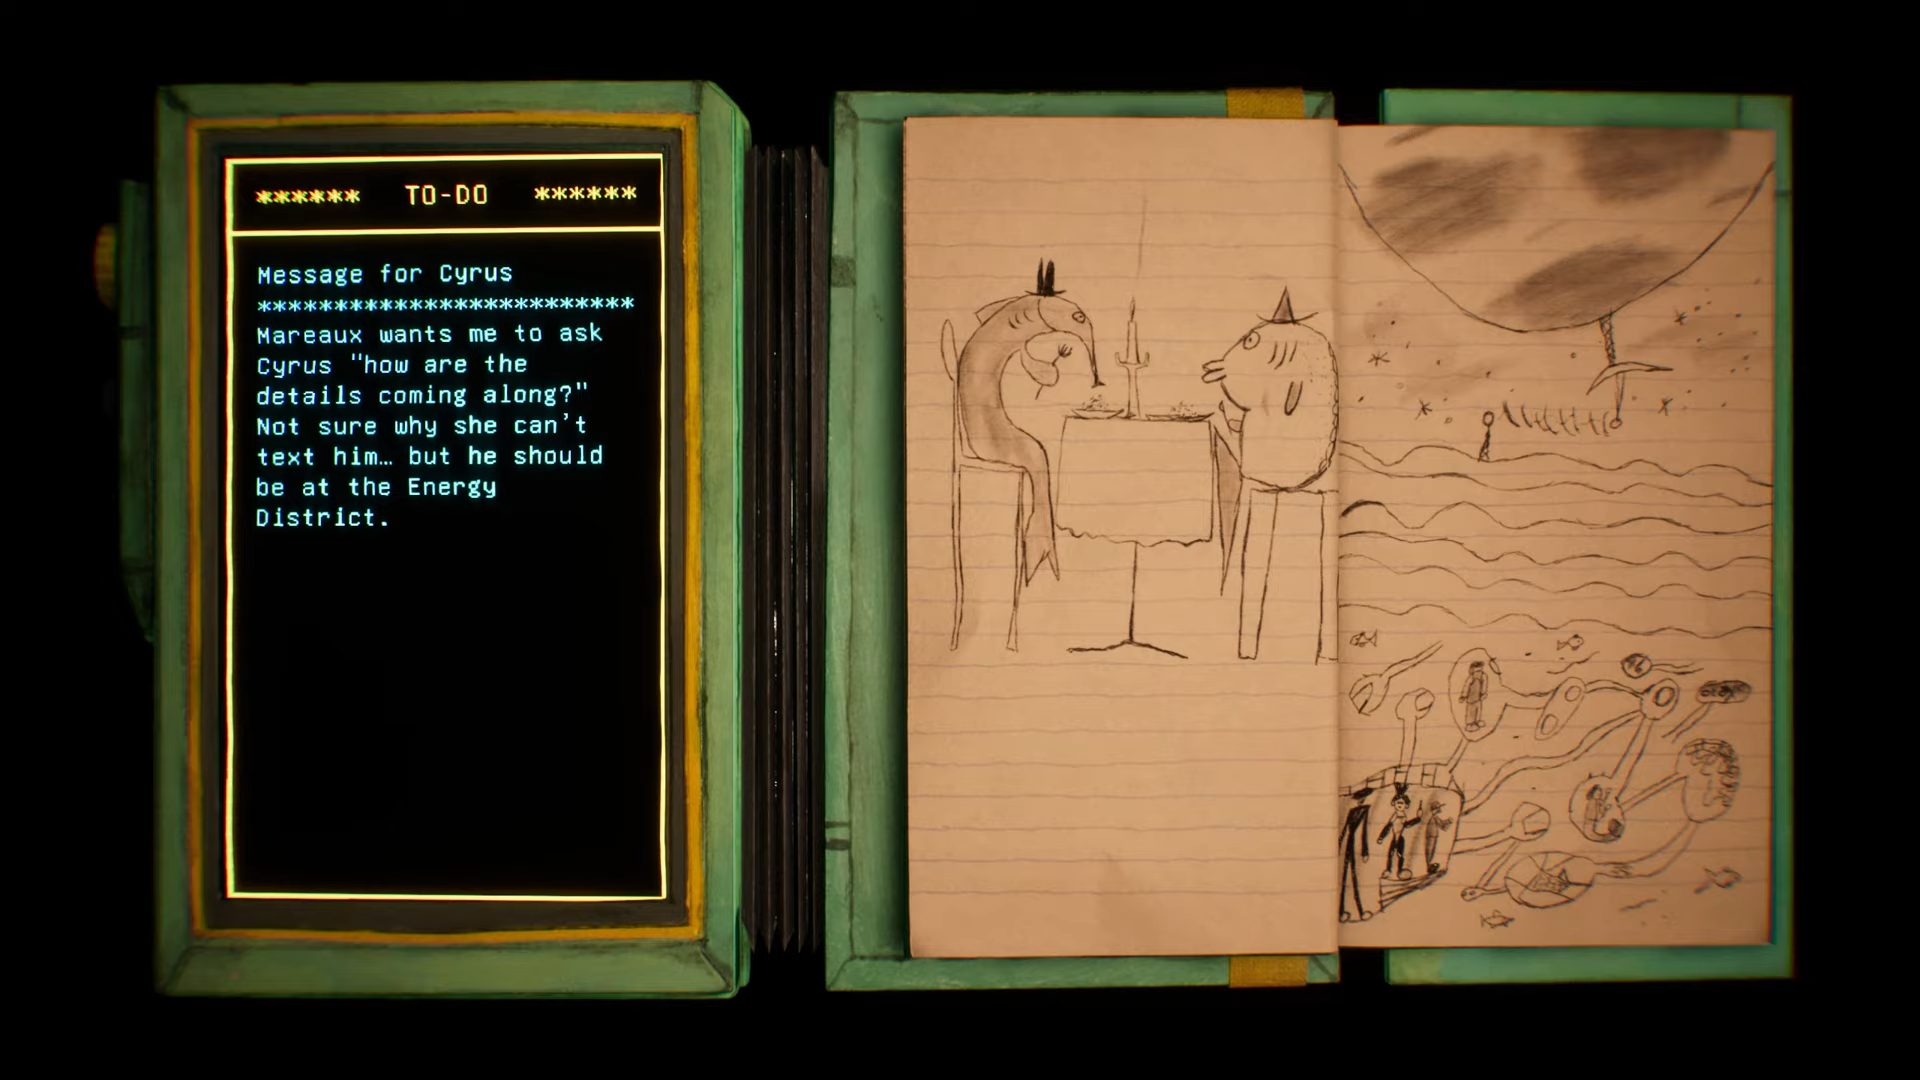 ****** TO-DO ******
Message for Cyrus
*************************
Mareaux wants me to ask
Cyrus "how are the
details coming along?"
Not sure why she can't
text him… but he should
be at the Energy
District.